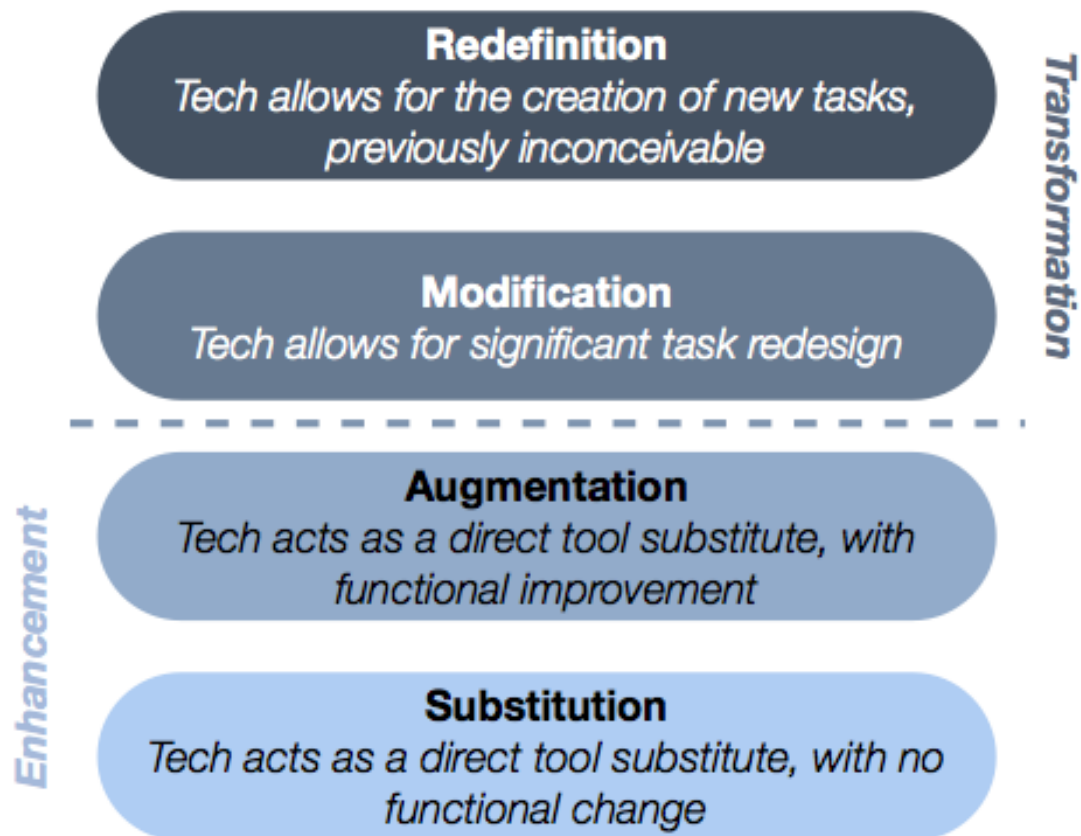 Redefinition
Tech allows for the creation of new tasks,
previously inconceivable
Transformation
Modification
Tech allows for significant task redesign
Augmentation
Tech acts as a direct tool substitute, with
functional improvement
Enhancement
Substitution
Tech acts as a direct tool substitute, with no
functional change